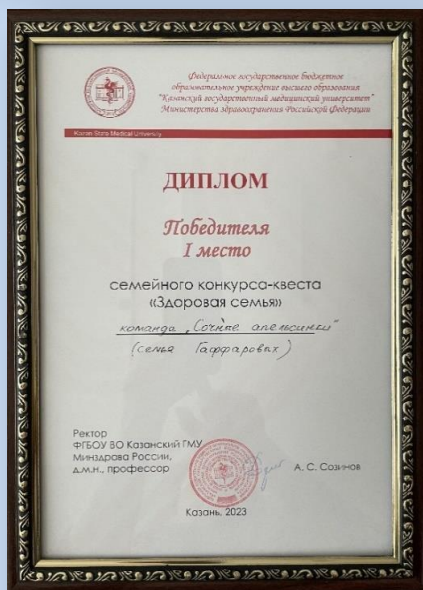 Федеральное государственное бюджетное
образовательное учреждение высшего образования
"Казанский государственный медицинский университет"
Министерства здравоохранения Российской Федерации
Kazan State Medical University
ДИПЛОМ
Победителя
I место
семейного конкурса-квеста
«Здоровая семья»
команда „Сочные апельсины"
(семья Гаффаровых)
Ректор
ФГБОУ ВО Казанский ГМУ
Минздрава России,
д.м.н., профессор
А. С. Созинов
Казань, 2023